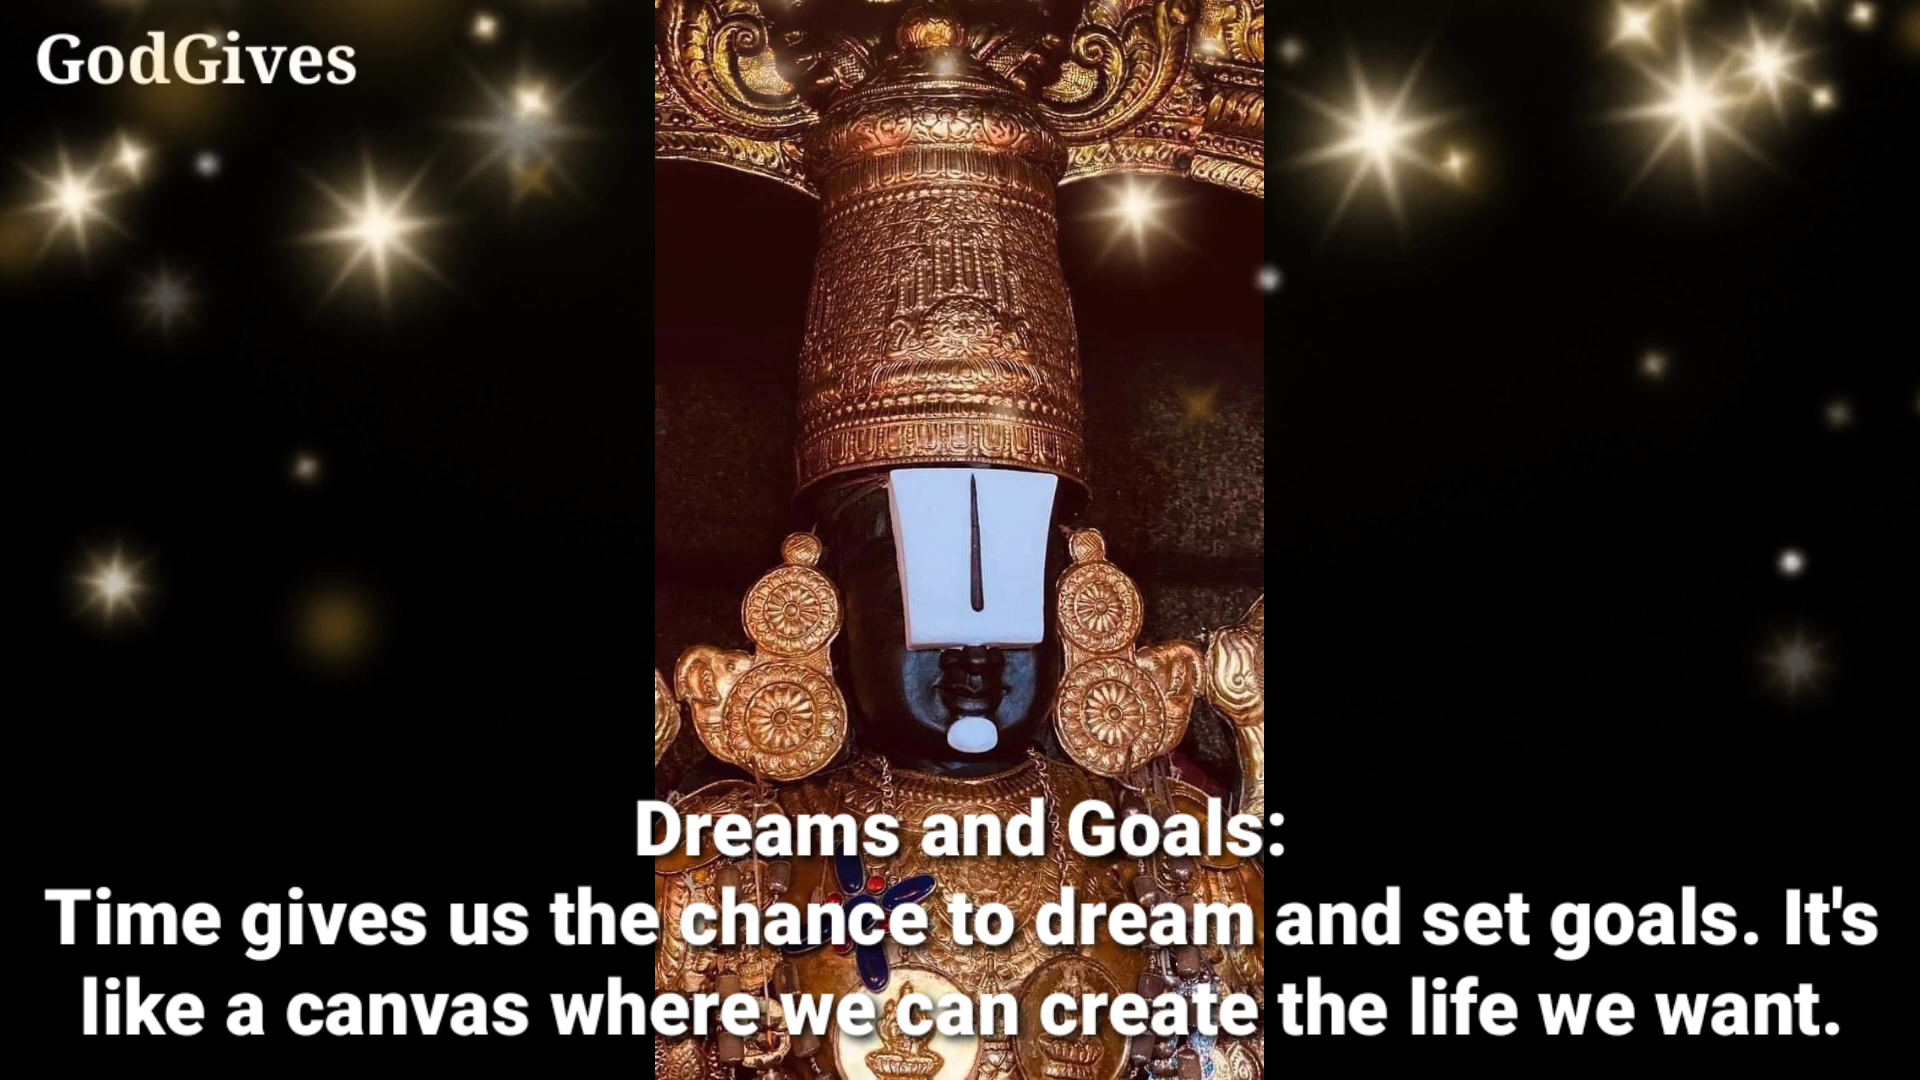 GodGives
Dreams and Goals:
Time gives us the chance to dream and set goals. It's
like a canvas where we can create the life we want.